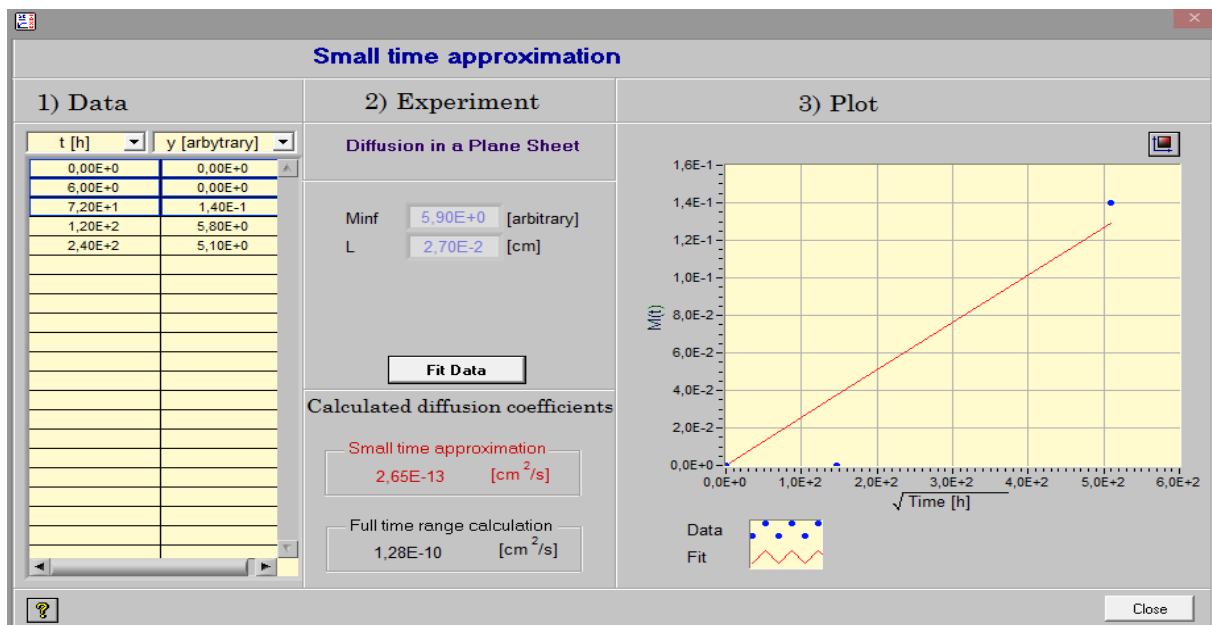 Small time approximation
1) Data
2) Experiment
3) Plot
t [h] y [arbytrary]
0,00E+0 0,00E+0
6,00E+0 0,00E+0
7,20E+1 1,40E-1
1,20E+2 5,80E+0
2,40E+2 5,10E+0
Diffusion in a Plane Sheet
Minf 5,90E+0 [arbitrary]
L 2,70E-2 [cm]
Fit Data
Calculated diffusion coefficients
Small time approximation
2,65E-13 [cm²/s]
Full time range calculation
1,28E-10 [cm²/s]
1,6E-1
1,4E-1
1,2E-1
1,0E-1
8,0E-2
6,0E-2
4,0E-2
2,0E-2
0,0E+0
M(t)
0,0E+0 1,0E+2 2,0E+2 3,0E+2 4,0E+2 5,0E+2 6,0E+2
√Time [h]
Data
Fit
?
Close